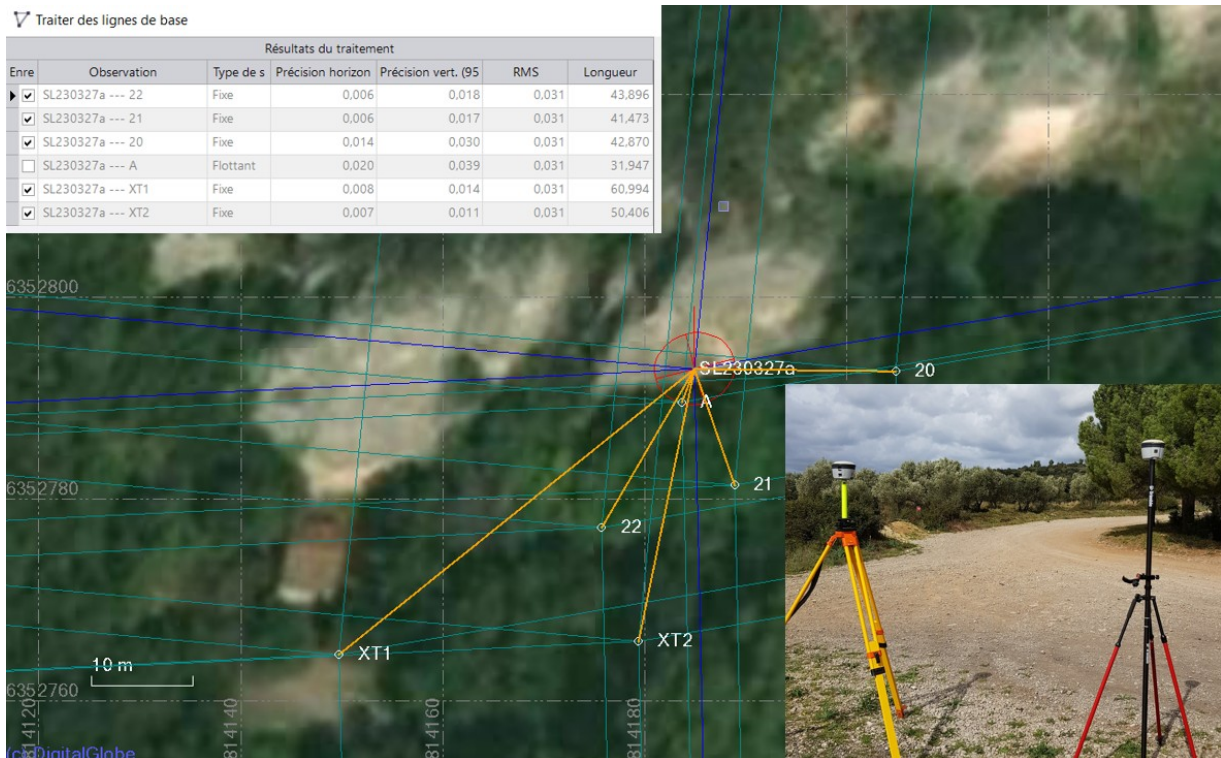 Traiter des lignes de base
Résultats du traitement
Enre Observation Type de s Précision horizon Précision vert. (95 RMS Longueur
SL230327a --- 22 Fixe 0,006 0,018 0,031 43,896
SL230327a --- 21 Fixe 0,006 0,017 0,031 41,473
SL230327a --- 20 Fixe 0,014 0,030 0,031 42,870
SL230327a --- A Flottant 0,020 0,039 0,031 31,947
SL230327a --- XT1 Fixe 0,008 0,014 0,031 60,994
SL230327a --- XT2 Fixe 0,007 0,011 0,031 50,406
6352800
SL230327a
20
A
6352780
21
22
XT2
XT1
10 m
6352760
814120
814140
814160
814180
(c) DigitalGlobe